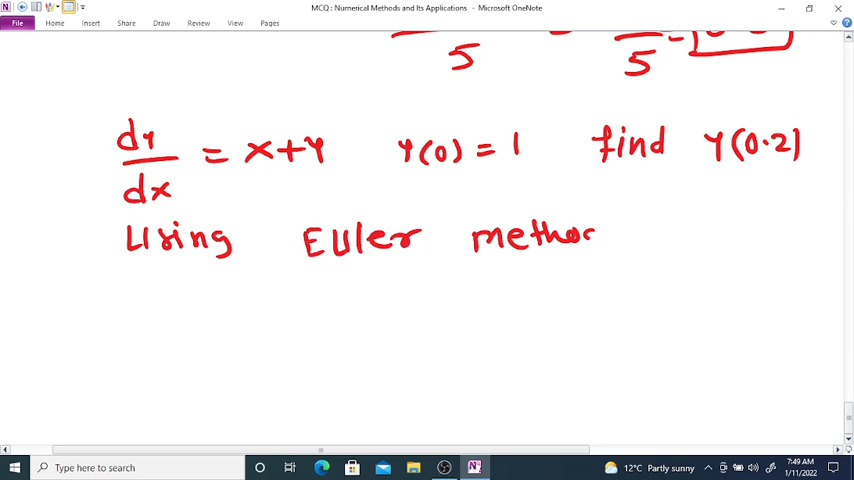 MCQ : Numerical Methods and Its Applications - Microsoft OneNote
File Home Insert Share Draw History Review View Pages
5 5
dy/dx = x+y y(0) = 1 find y(0.2)
Using Euler method
Type here to search 12°C Partly sunny 7:49 AM
1/11/2022